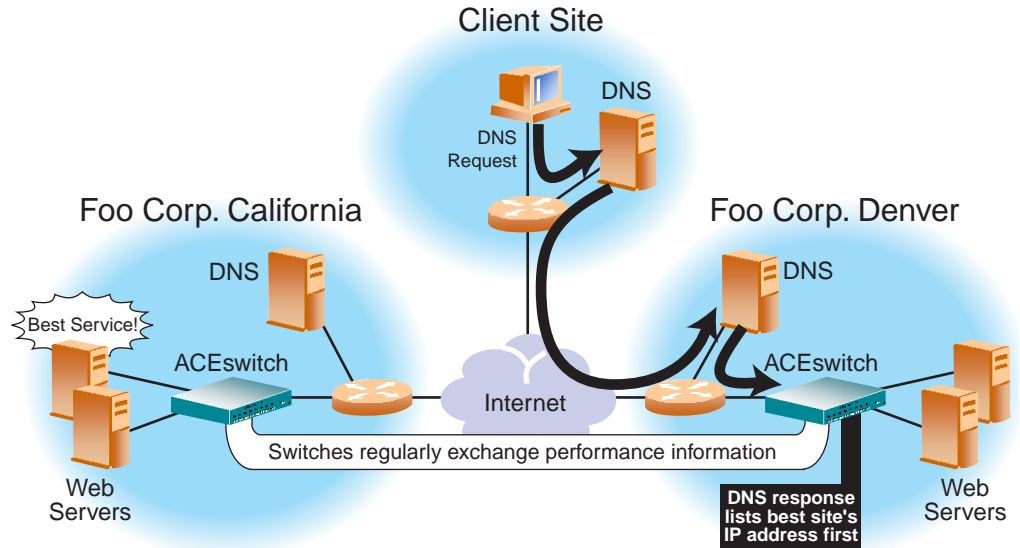 Client Site
DNS
DNS
Request
Foo Corp. California
Foo Corp. Denver
DNS
DNS
Best Service!
ACEswitch
ACEswitch
Internet
Switches regularly exchange performance information
Web
Servers
DNS response
lists best site's
IP address first
Web
Servers